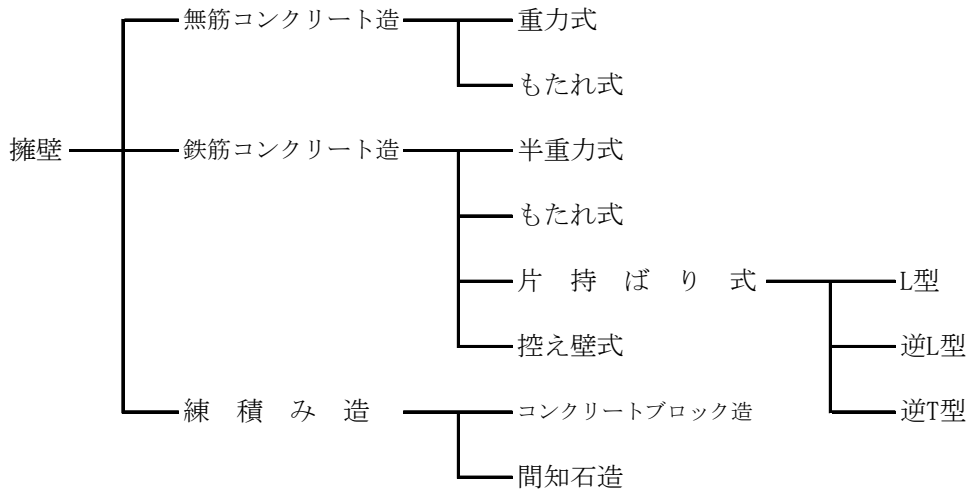 無筋コンクリート造 重力式
もたれ式
擁壁 鉄筋コンクリート造 半重力式
もたれ式
片持ばり式 L型
控え壁式 逆L型
練積み造 コンクリートブロック造 逆T型
間知石造